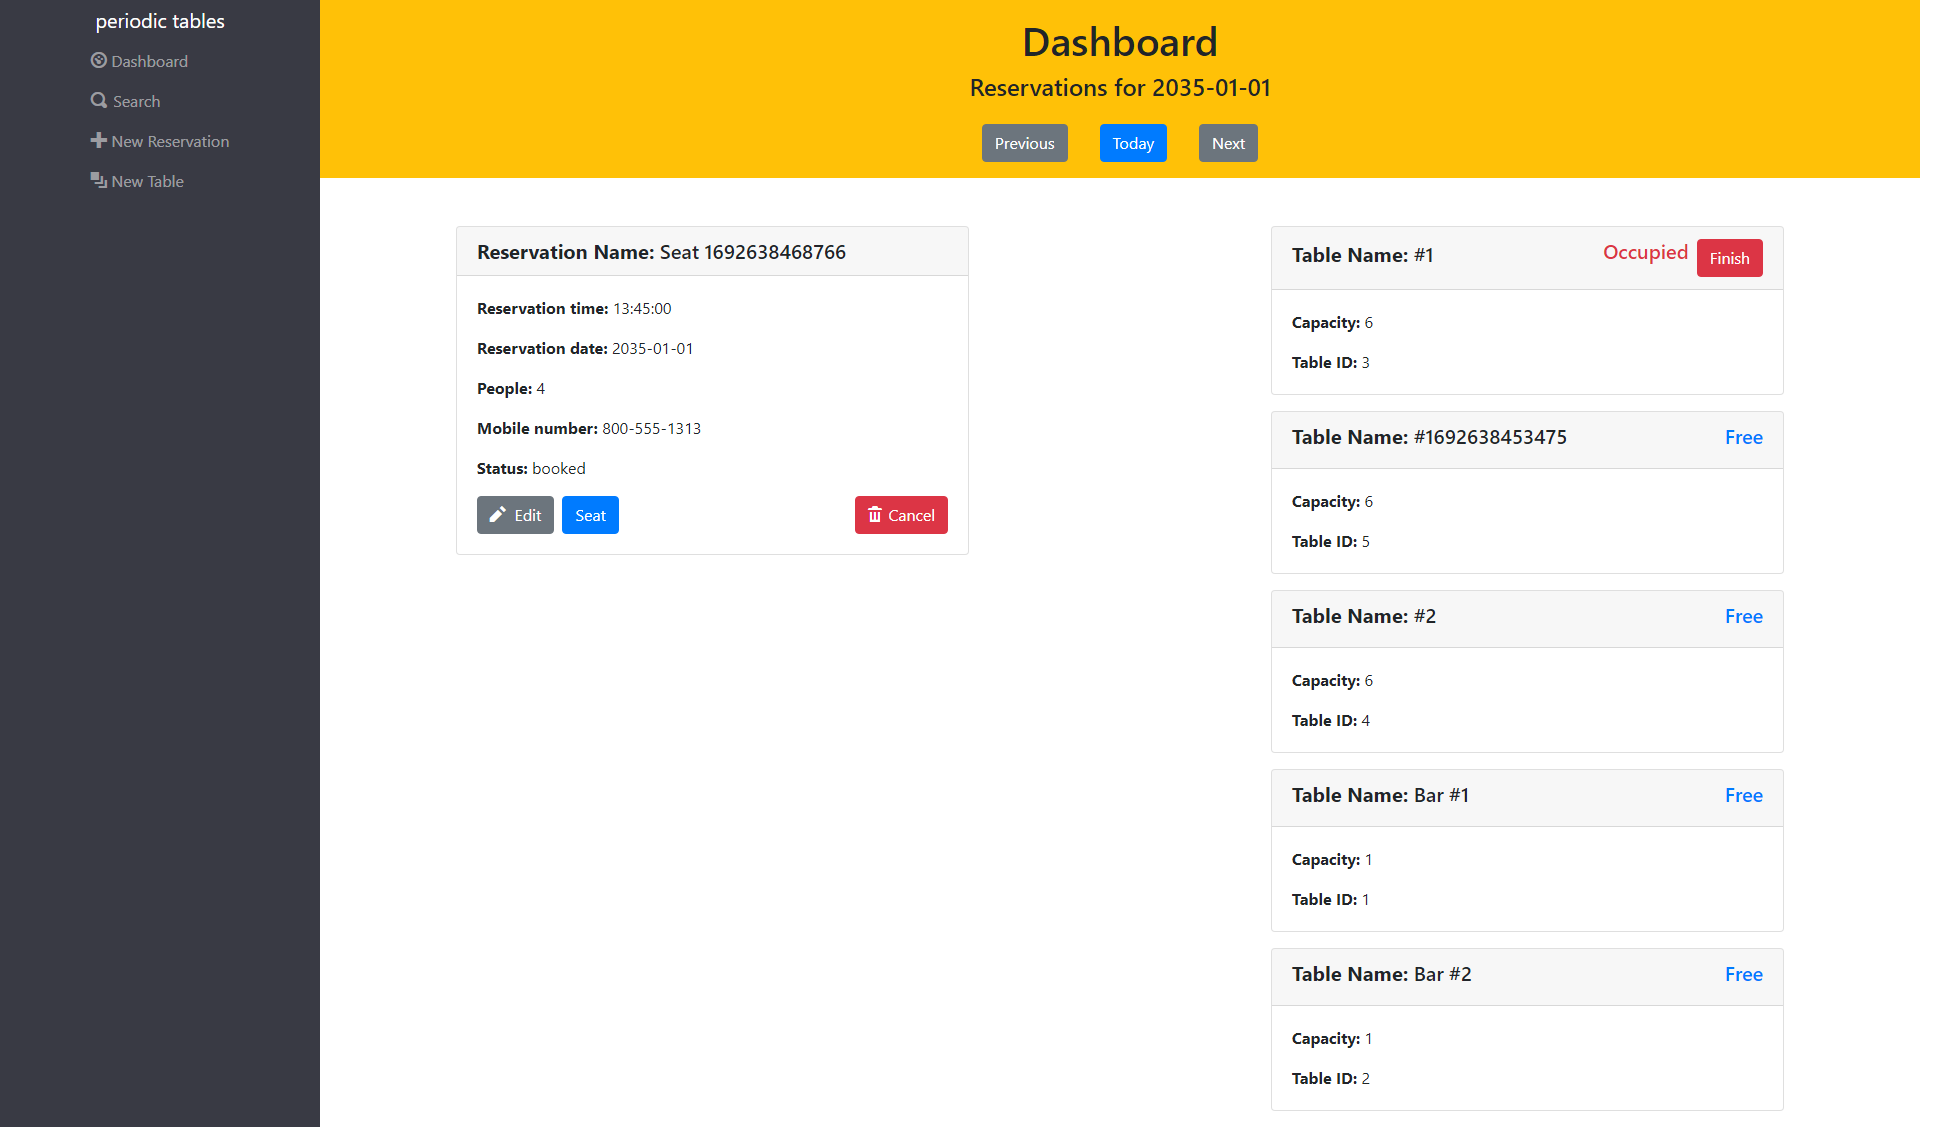 periodic tables
Dashboard
Search
New Reservation
New Table
Dashboard
Reservations for 2035-01-01
Previous Today Next
Reservation Name: Seat 1692638468766
Reservation time: 13:45:00
Reservation date: 2035-01-01
People: 4
Mobile number: 800-555-1313
Status: booked
Edit Seat Cancel
Table Name: #1 Occupied Finish
Capacity: 6
Table ID: 3
Table Name: #1692638453475 Free
Capacity: 6
Table ID: 5
Table Name: #2 Free
Capacity: 6
Table ID: 4
Table Name: Bar #1 Free
Capacity: 1
Table ID: 1
Table Name: Bar #2 Free
Capacity: 1
Table ID: 2